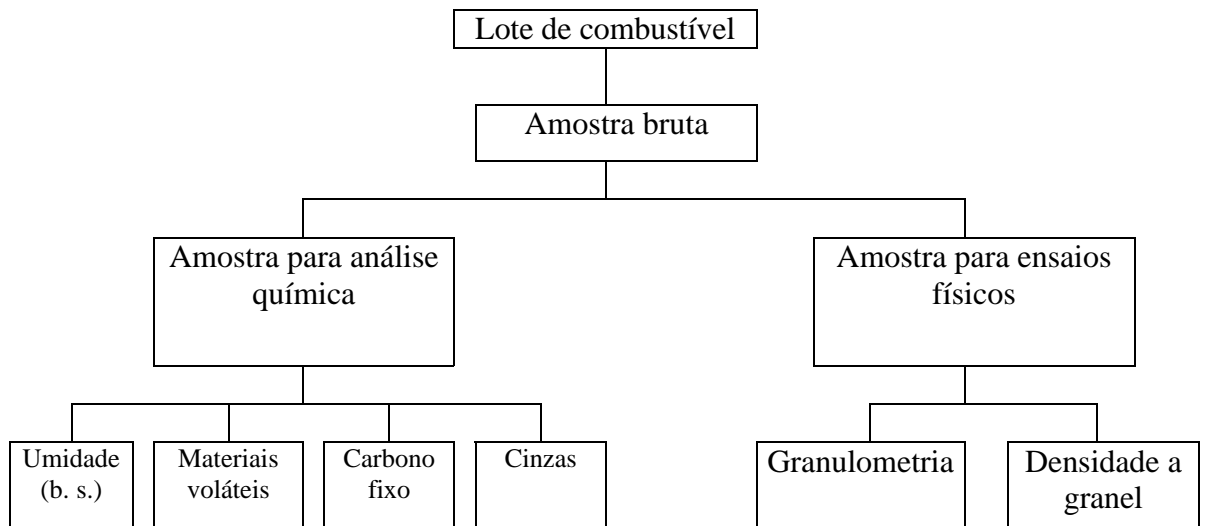 Lote de combustível
Amostra bruta
Amostra para análise
química
Amostra para ensaios
físicos
Umidade
(b. s.)
Materiais
voláteis
Carbono
fixo
Cinzas
Granulometria
Densidade a
granel